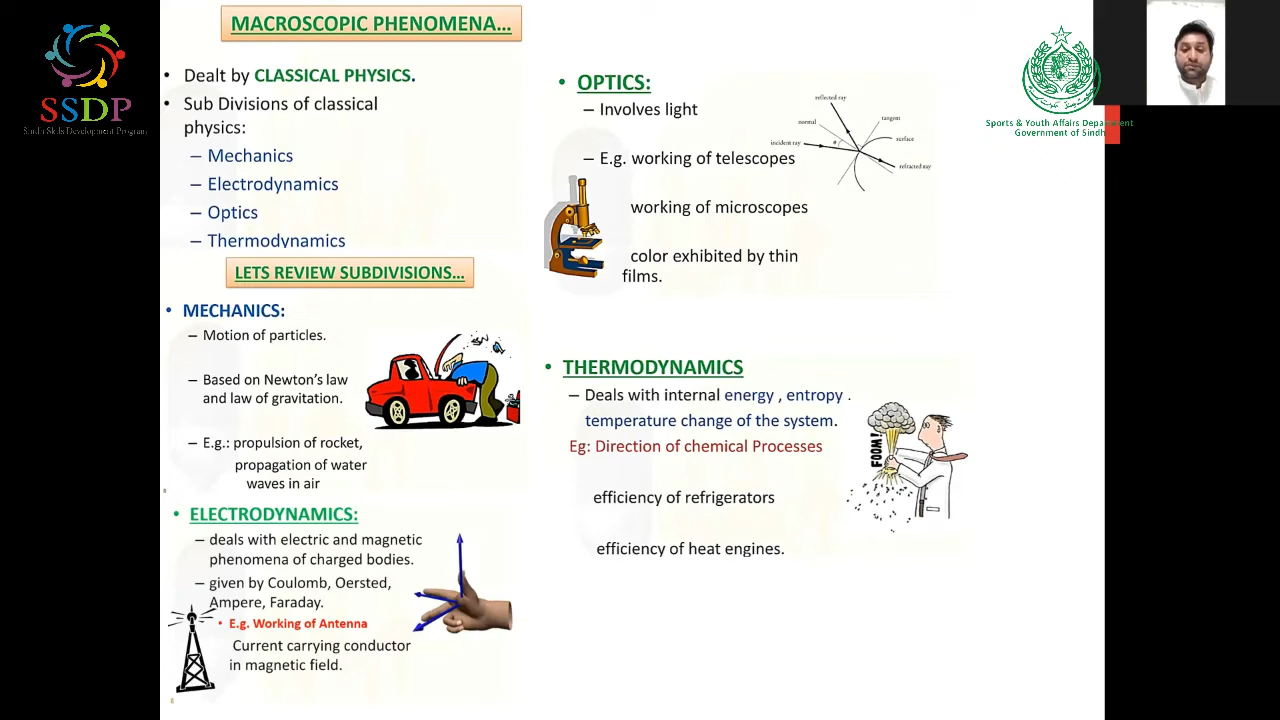 MACROSCOPIC PHENOMENA...
• Dealt by CLASSICAL PHYSICS.
• Sub Divisions of classical
physics:
– Mechanics
– Electrodynamics
– Optics
– Thermodynamics
LETS REVIEW SUBDIVISIONS...
• MECHANICS:
– Motion of particles.
– Based on Newton's law
and law of gravitation.
– E.g.: propulsion of rocket,
propagation of water
waves in air
• ELECTRODYNAMICS:
– deals with electric and magnetic
phenomena of charged bodies.
– given by Coulomb, Oersted,
Ampere, Faraday.
• E.g. Working of Antenna
Current carrying conductor
in magnetic field.
• OPTICS:
– Involves light
– E.g. working of telescopes
working of microscopes
color exhibited by thin
films.
reflected ray
normal
tangent
surface
incident ray
refracted ray
• THERMODYNAMICS
– Deals with internal energy , entropy .
temperature change of the system.
Eg: Direction of chemical Processes
efficiency of refrigerators
efficiency of heat engines.
FOOM!
SSDP
Sindh Skills Development Program
Sports & Youth Affairs Department
Government of Sindh